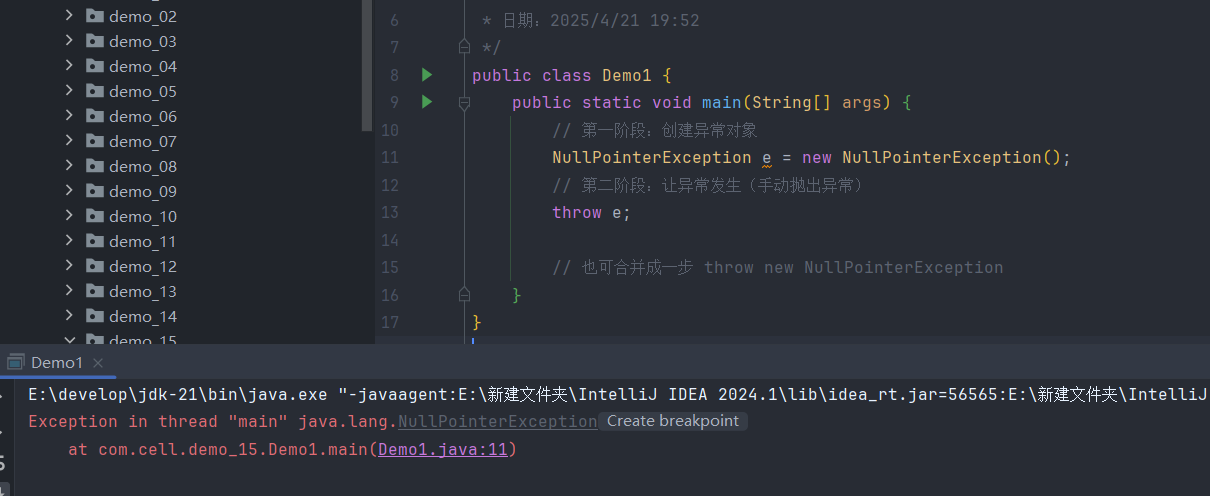 demo_02
demo_03
demo_04
demo_05
demo_06
demo_07
demo_08
demo_09
demo_10
demo_11
demo_12
demo_13
demo_14
demo_15
6 * 日期：2025/4/21 19:52
7 */
8 public class Demo1 {
9 public static void main(String[] args) {
10 // 第一阶段：创建异常对象
11 NullPointerException e = new NullPointerException();
12 // 第二阶段：让异常发生（手动抛出异常）
13 throw e;
14
15 // 也可合并成一步 throw new NullPointerException
16 }
17 }
Demo1 ×
E:\develop\jdk-21\bin\java.exe "-javaagent:E:\新建文件夹\IntelliJ IDEA 2024.1\lib\idea_rt.jar=56565:E:\新建文件夹\IntelliJ
Exception in thread "main" java.lang.NullPointerException Create breakpoint
at com.cell.demo_15.Demo1.main(Demo1.java:11)